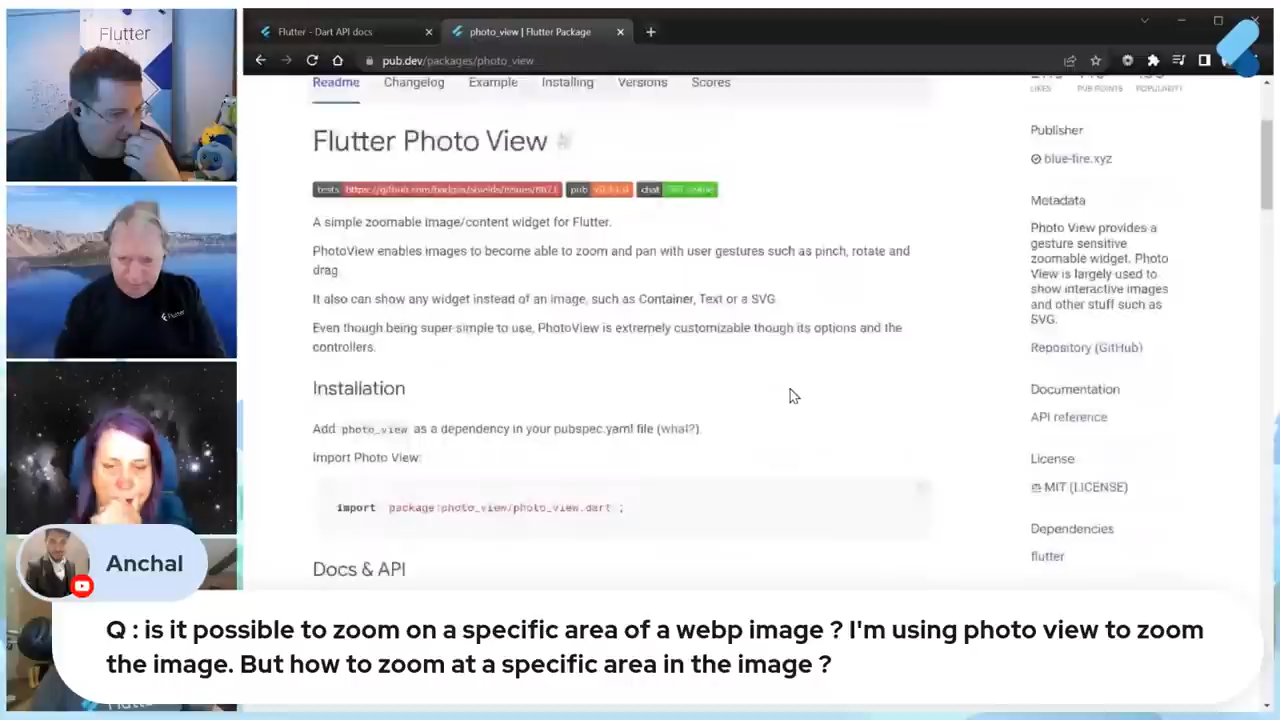 Flutter
Flutter
Flutter - Dart API docs
photo_view | Flutter Package
pub.dev/packages/photo_view
Readme
Changelog
Example
Installing
Versions
Scores
LIKES
PUB POINTS
POPULARITY
Flutter Photo View
tests
pub
chat
A simple zoomable image/content widget for Flutter.
PhotoView enables images to become able to zoom and pan with user gestures such as pinch, rotate and
drag.
It also can show any widget instead of an image, such as Container, Text or a SVG.
Even though being super simple to use, PhotoView is extremely customizable though its options and the
controllers.
Installation
Add photo_view as a dependency in your pubspec.yaml file (what?).
Import Photo View:
import package:photo_view/photo_view.dart ;
Docs & API
Publisher
blue-fire.xyz
Metadata
Photo View provides a
gesture sensitive
zoomable widget. Photo
View is largely used to
show interactive images
and other stuff such as
SVG.
Repository (GitHub)
Documentation
API reference
License
MIT (LICENSE)
Dependencies
flutter
Anchal
Q : is it possible to zoom on a specific area of a webp image ? I'm using photo view to zoom
the image. But how to zoom at a specific area in the image ?